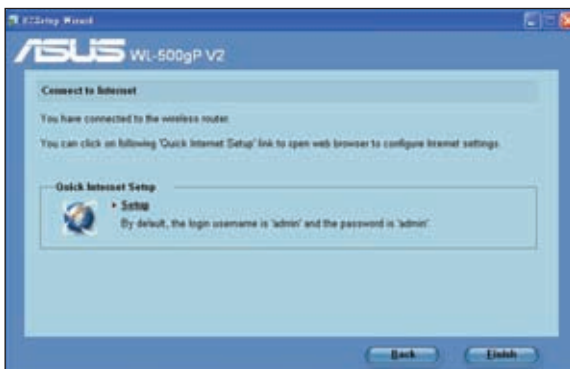 EZSetup Wizard
ASUS WL-500gP V2
Connect to Internet
You have connected to the wireless router.
You can click on following 'Quick Internet Setup' link to open web browser to configure Internet settings.
Quick Internet Setup
Setup
By default, the login username is 'admin' and the password is 'admin'.
Back Finish